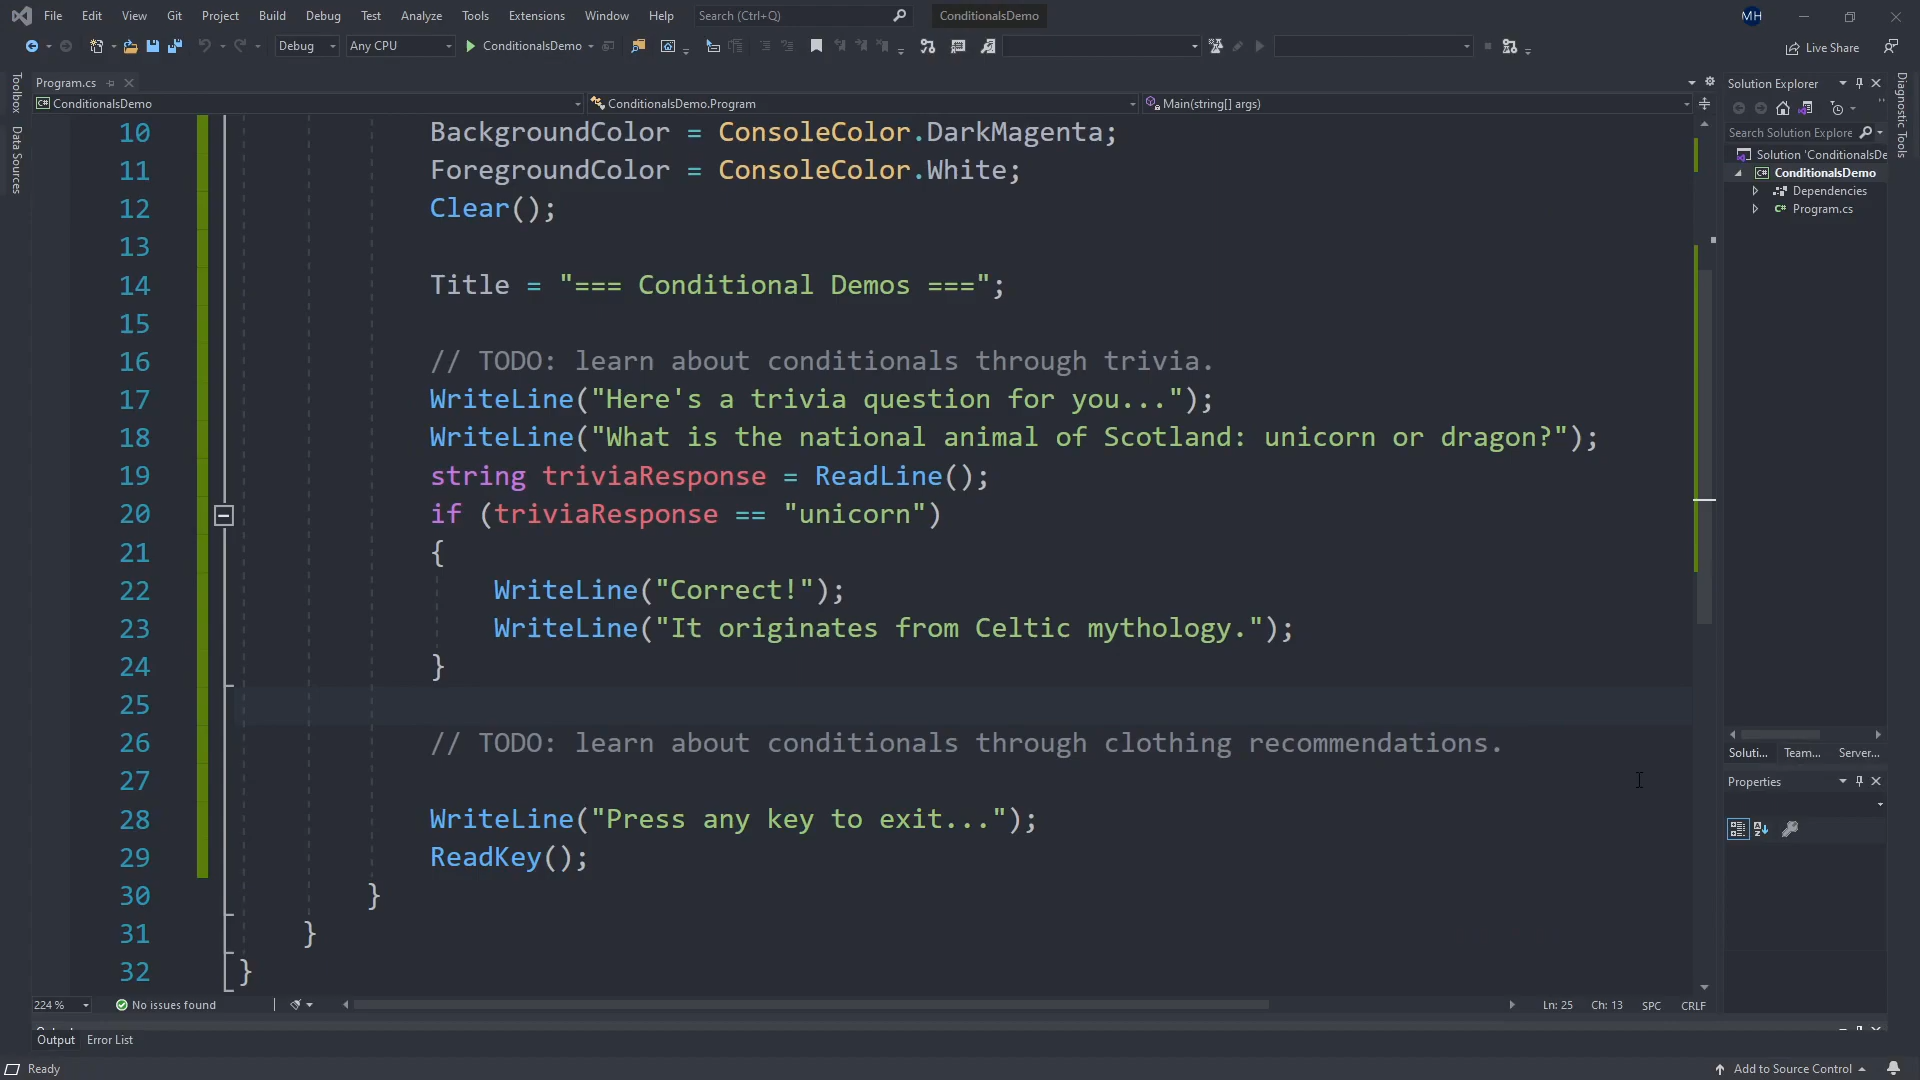 File Edit View Git Project Build Debug Test Analyze Tools Extensions Window Help Search (Ctrl+Q) ConditionalsDemo MH
Debug Any CPU ConditionalsDemo Live Share
Toolbox
Data Sources
Program.cs
ConditionalsDemo ConditionalsDemo.Program Main(string[] args)
10 BackgroundColor = ConsoleColor.DarkMagenta;
11 ForegroundColor = ConsoleColor.White;
12 Clear();
13
14 Title = "=== Conditional Demos ===";
15
16 // TODO: learn about conditionals through trivia.
17 WriteLine("Here's a trivia question for you...");
18 WriteLine("What is the national animal of Scotland: unicorn or dragon?");
19 string triviaResponse = ReadLine();
20 if (triviaResponse == "unicorn")
21 {
22 WriteLine("Correct!");
23 WriteLine("It originates from Celtic mythology.");
24 }
25
26 // TODO: learn about conditionals through clothing recommendations.
27
28 WriteLine("Press any key to exit...");
29 ReadKey();
30 }
31 }
32 }
224 % No issues found Ln: 25 Ch: 13 SPC CRLF
Output
Output Error List
Ready Add to Source Control
Solution Explorer
Search Solution Explore
Solution 'ConditionalsDe
ConditionalsDemo
Dependencies
C# Program.cs
Soluti... Team... Server...
Properties
Diagnostic Tools